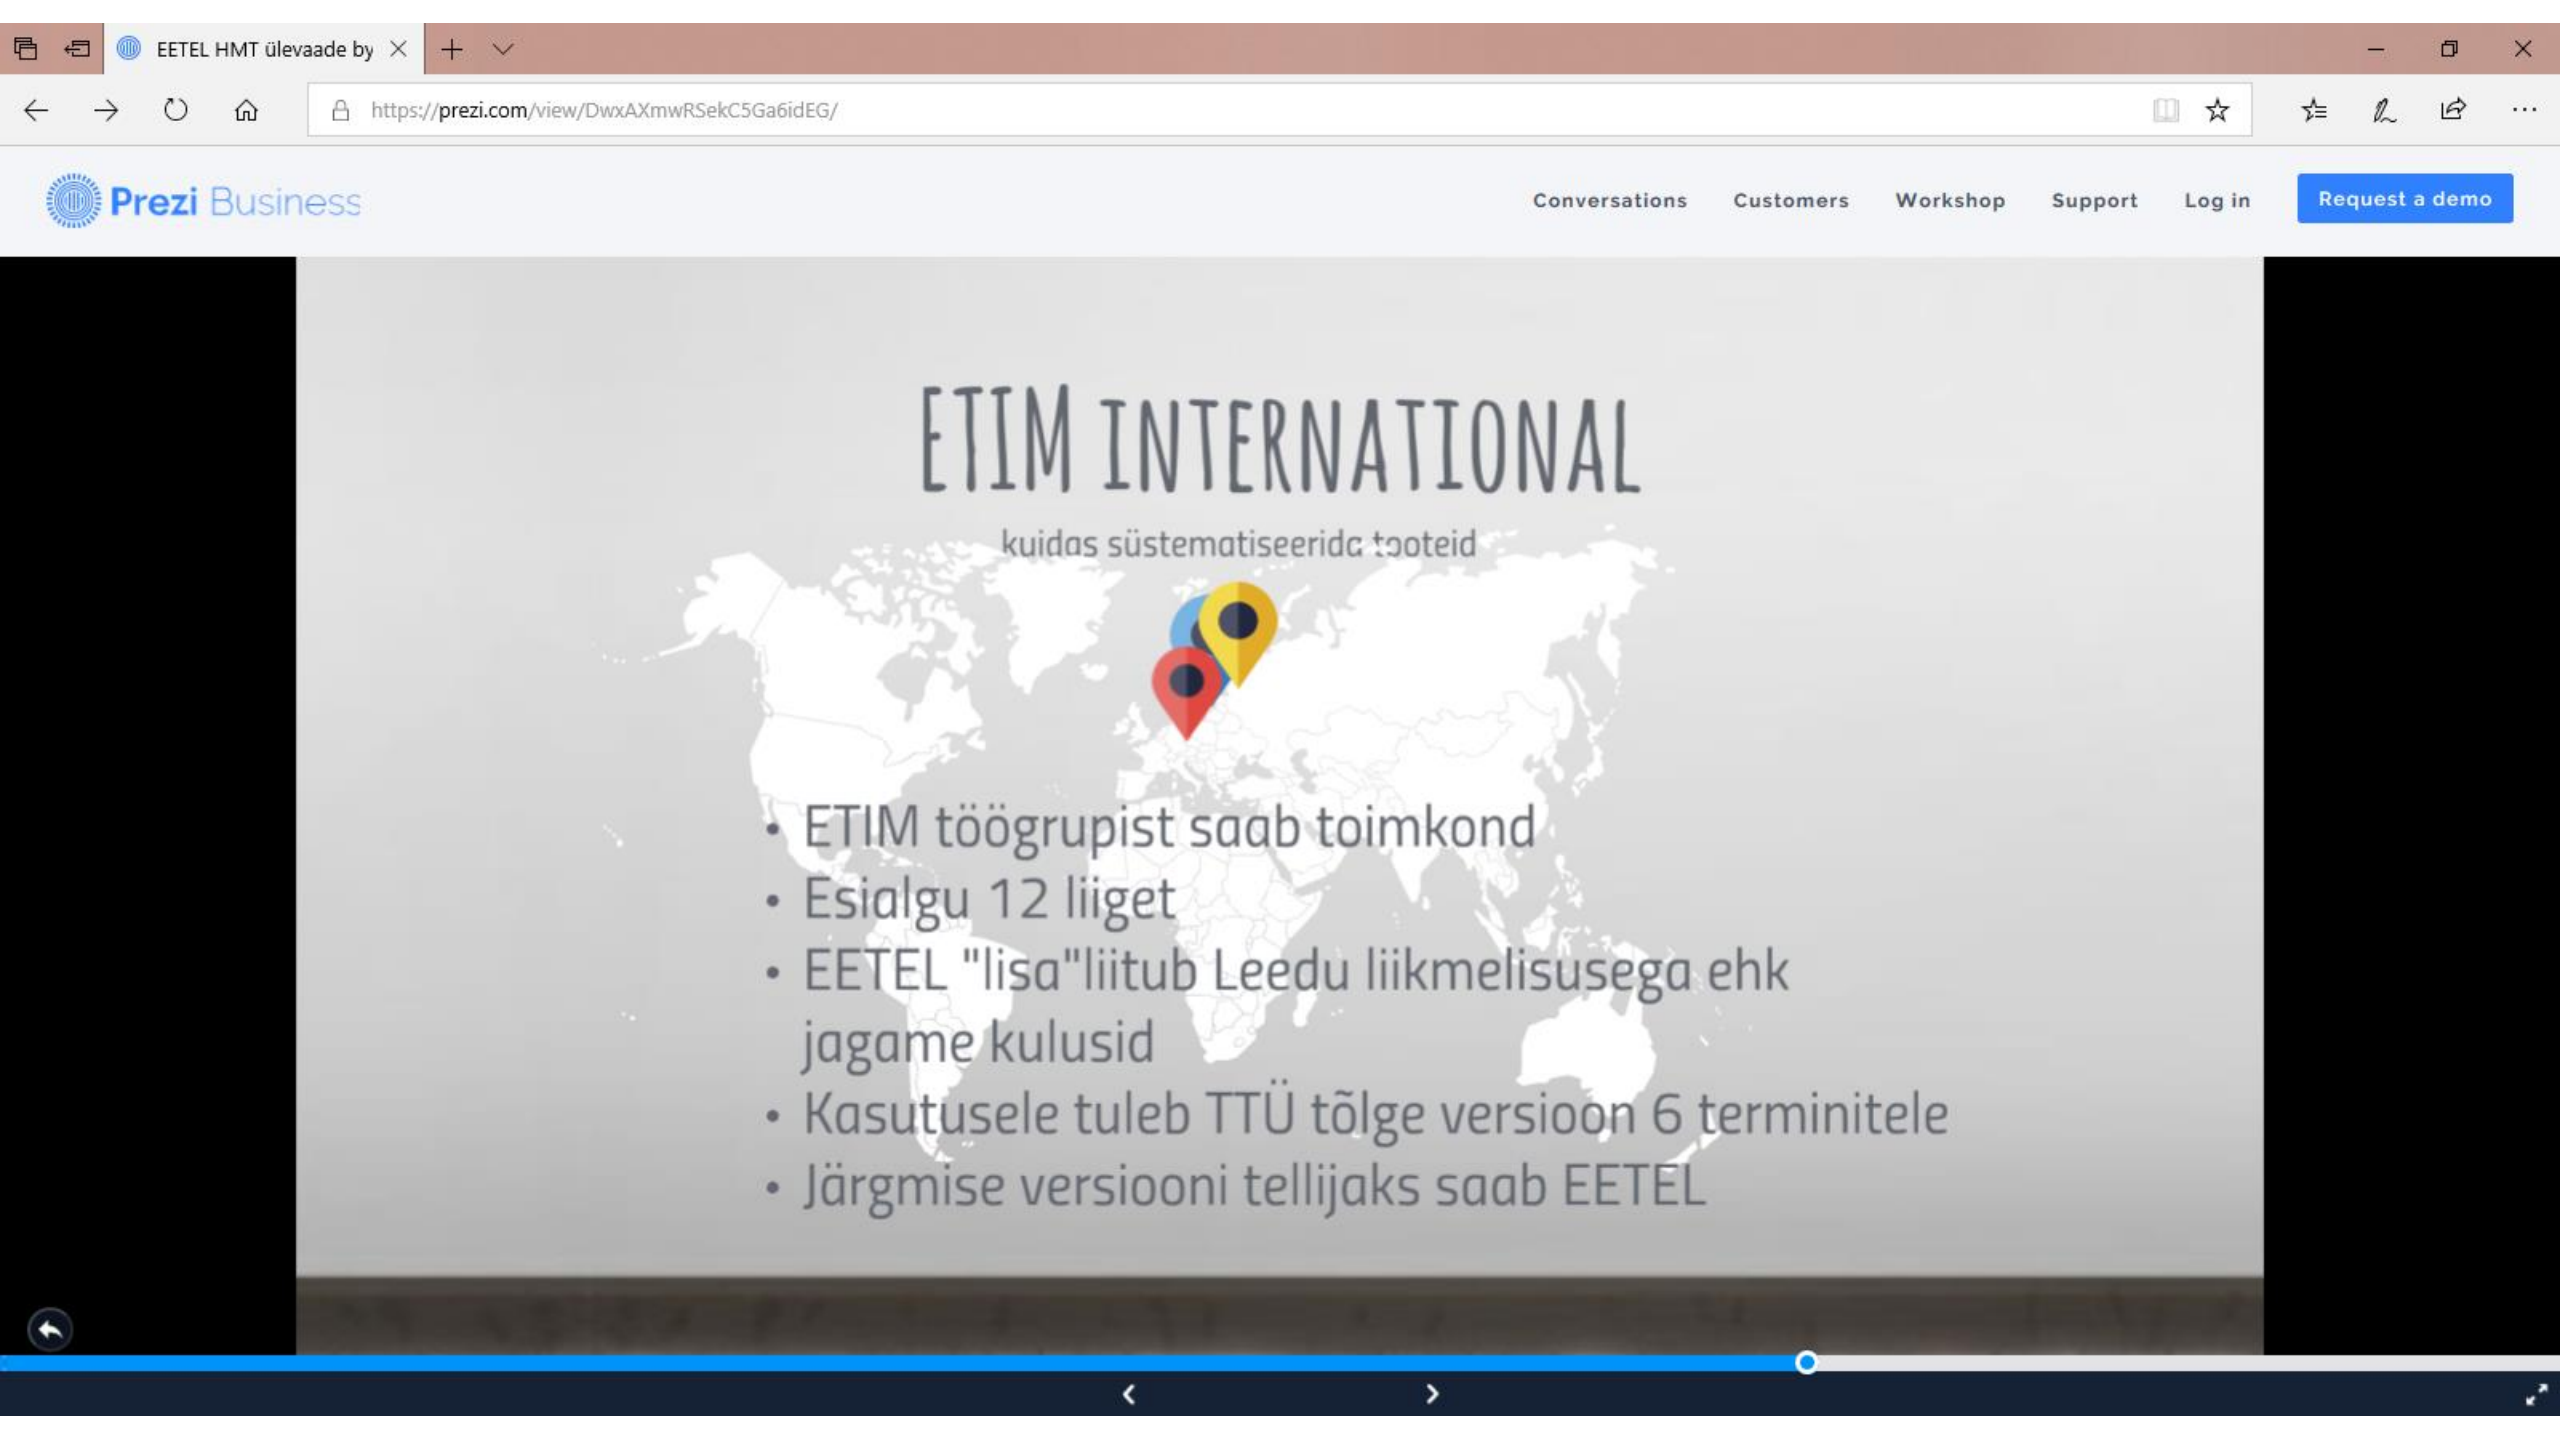 EETEL HMT ülevaade by
https://prezi.com/view/DwxAXmwRSekC5Ga6idEG/
Prezi Business
Conversations Customers Workshop Support Log in Request a demo
ETIM INTERNATIONAL
kuidas süstematiseerida tooteid
• ETIM töögrupist saab toimkond
• Esialgu 12 liiget
• EETEL "lisa"liitub Leedu liikmelisusega ehk
jagame kulusid
• Kasutusele tuleb TTÜ tõlge versioon 6 terminitele
• Järgmise versiooni tellijaks saab EETEL